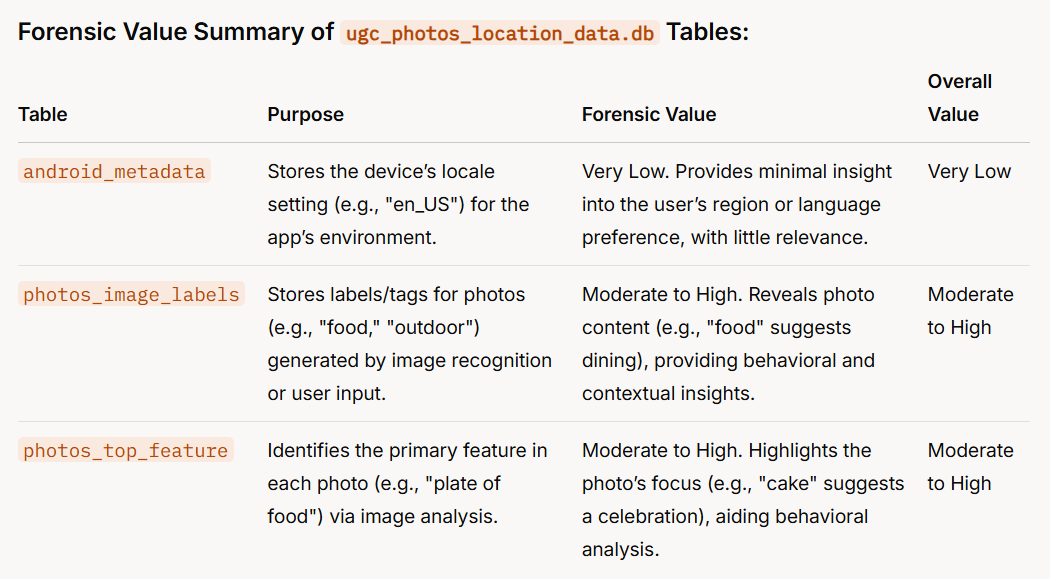 Forensic Value Summary of ugc_photos_location_data.db Tables:
Table Purpose Forensic Value Overall Value
android_metadata
Stores the device’s locale
setting (e.g., "en_US") for the
app’s environment.
Very Low. Provides minimal insight
into the user’s region or language
preference, with little relevance.
Very Low
photos_image_labels
Stores labels/tags for photos
(e.g., "food," "outdoor")
generated by image recognition
or user input.
Moderate to High. Reveals photo
content (e.g., "food" suggests
dining), providing behavioral and
contextual insights.
Moderate
to High
photos_top_feature
Identifies the primary feature in
each photo (e.g., "plate of
food") via image analysis.
Moderate to High. Highlights the
photo’s focus (e.g., "cake" suggests
a celebration), aiding behavioral
analysis.
Moderate
to High